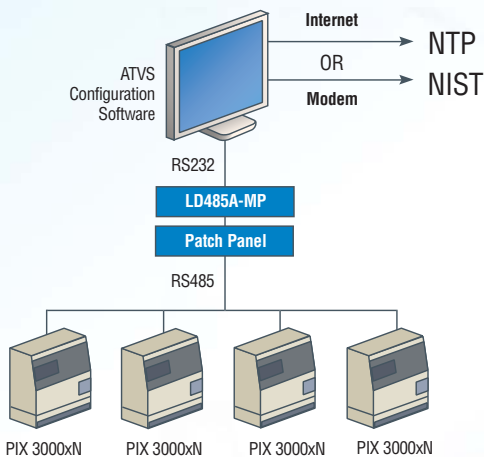 Internet
NTP
OR
NIST
Modem
ATVS
Configuration
Software
RS232
LD485A-MP
Patch Panel
RS485
PIX 3000xN
PIX 3000xN
PIX 3000xN
PIX 3000xN